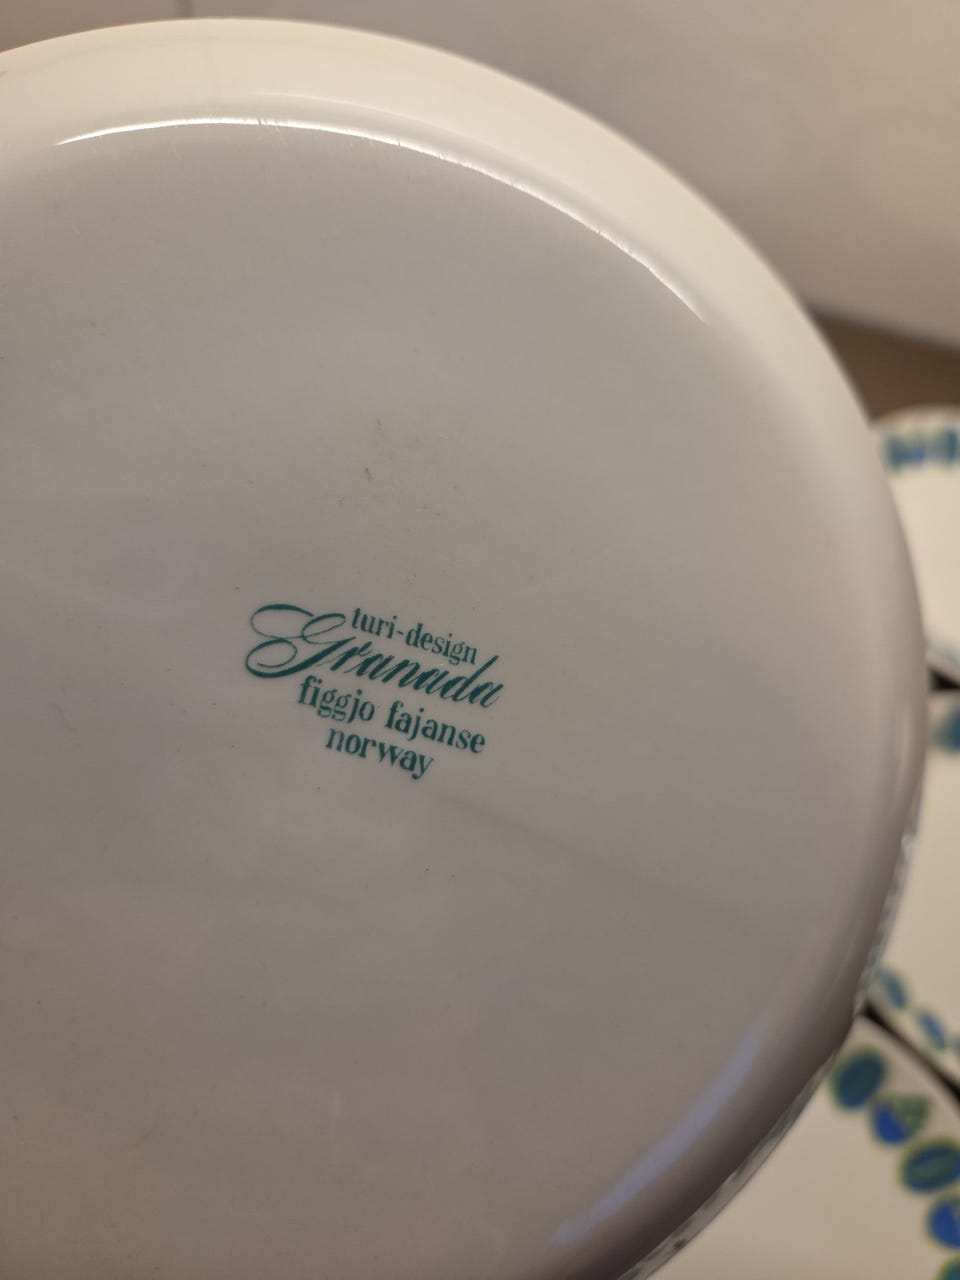 turi-design
Granada
figgjo fajanse
norway